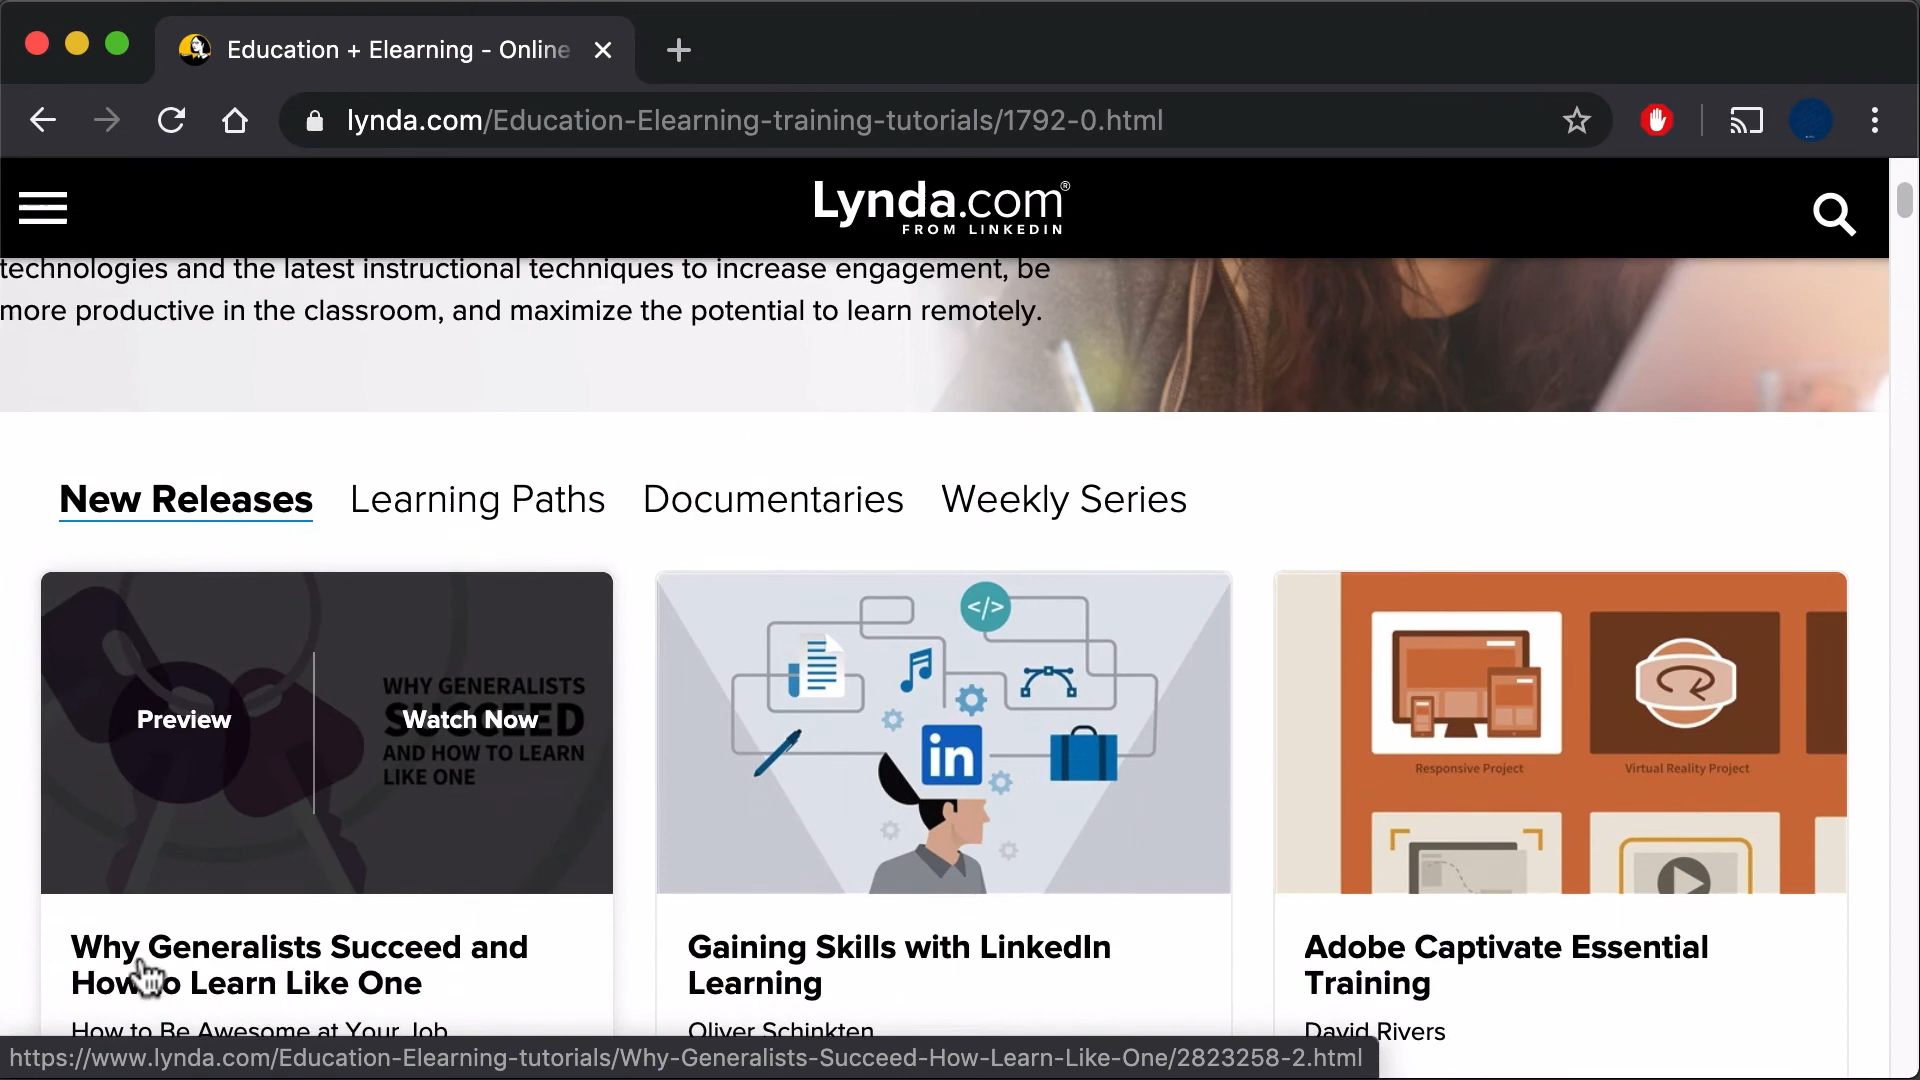 Education + Elearning - Online
lynda.com/Education-Elearning-training-tutorials/1792-0.html
Lynda.com®
FROM LINKEDIN
technologies and the latest instructional techniques to increase engagement, be
more productive in the classroom, and maximize the potential to learn remotely.
New Releases Learning Paths Documentaries Weekly Series
WHY GENERALISTS
SUCCEED
AND HOW TO LEARN
LIKE ONE
Preview Watch Now
</>
in
Responsive Project Virtual Reality Project
Why Generalists Succeed and
How to Learn Like One
How to Be Awesome at Your Job
Gaining Skills with LinkedIn
Learning
Oliver Schinkten
Adobe Captivate Essential
Training
David Rivers
https://www.lynda.com/Education-Elearning-tutorials/Why-Generalists-Succeed-How-Learn-Like-One/2823258-2.html